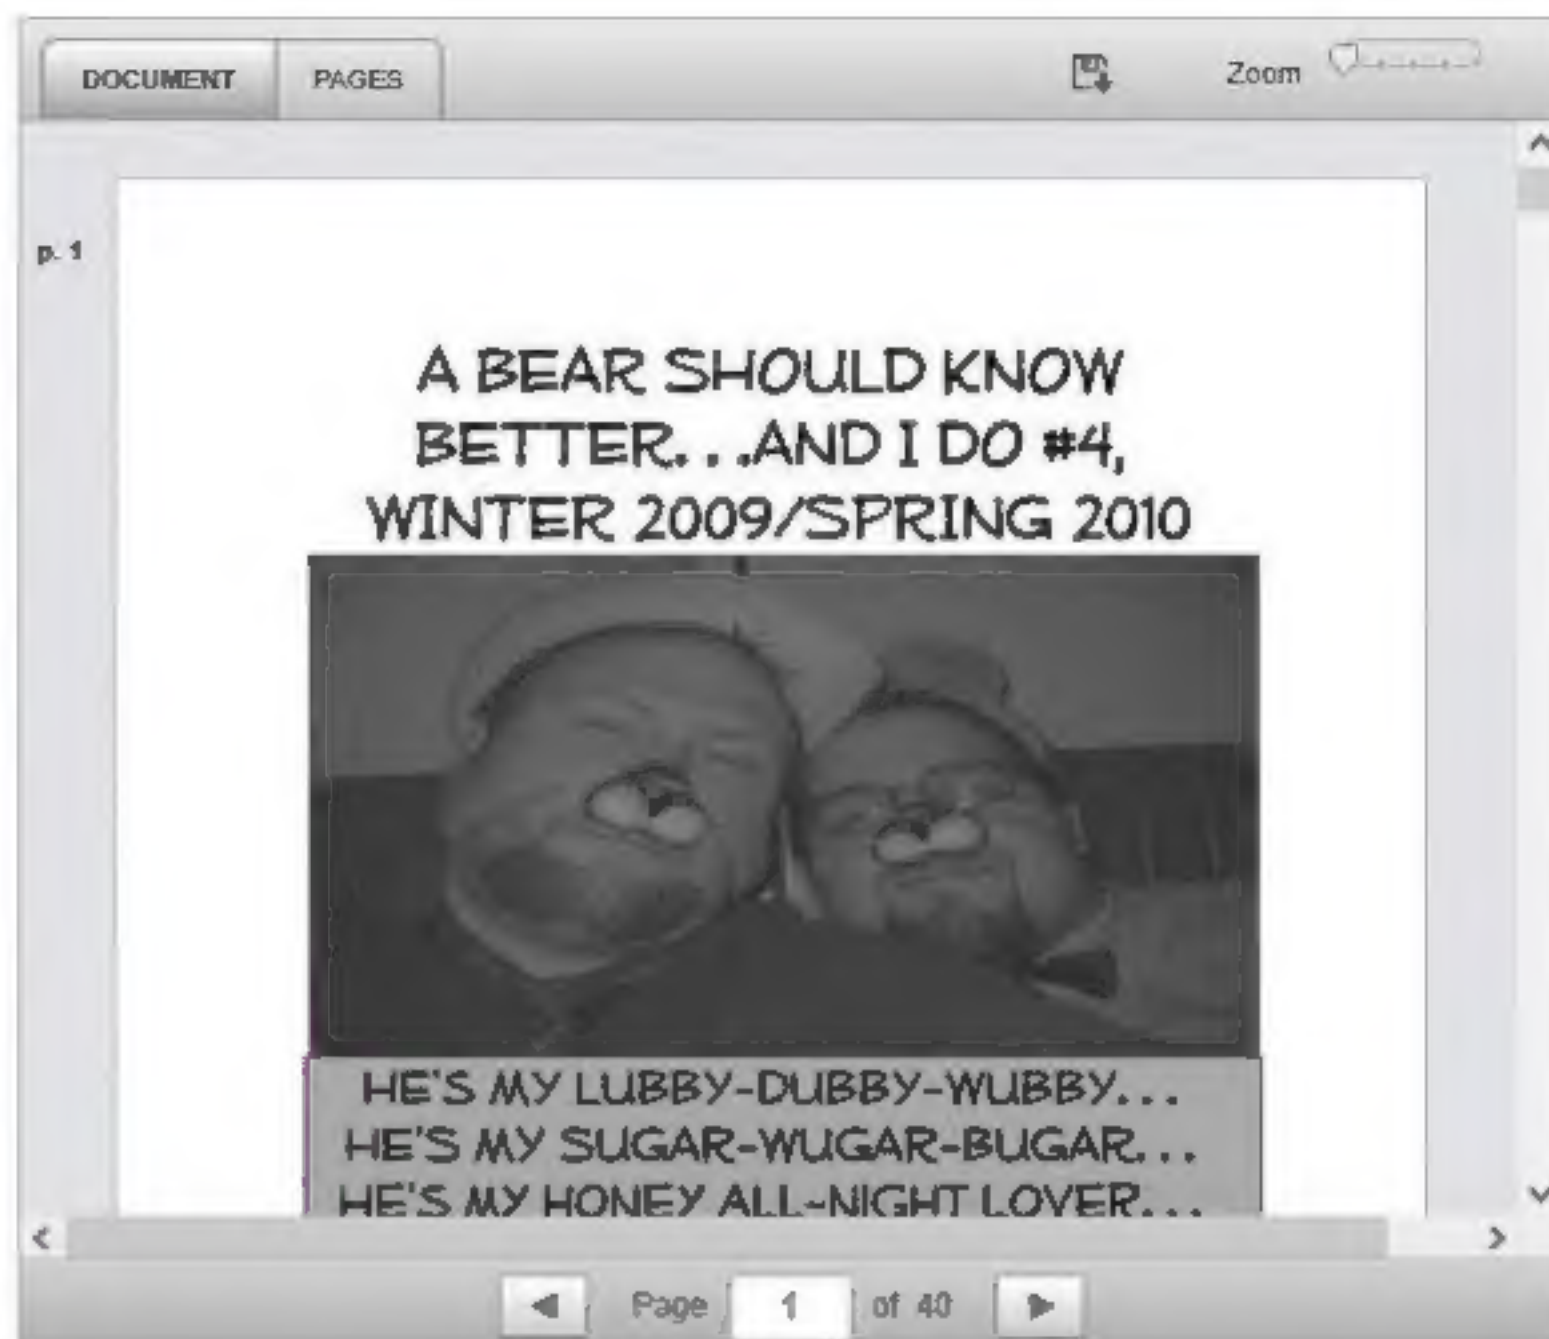 DOCUMENT PAGES Zoom
p. 1
A BEAR SHOULD KNOW
BETTER...AND I DO #4,
WINTER 2009/SPRING 2010
HE'S MY LUBBY-DUBBY-WUBBY...
HE'S MY SUGAR-WUGAR-BUGAR...
HE'S MY HONEY ALL-NIGHT LOVER...
Page 1 of 40